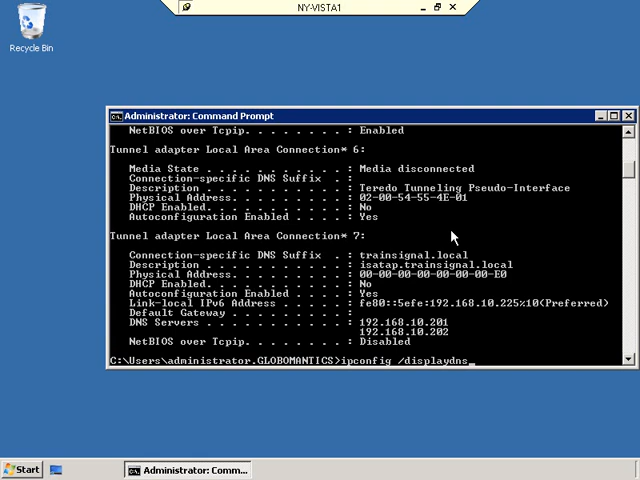 NY-VISTA1
Recycle Bin
Administrator: Command Prompt
NetBIOS over Tcpip. . . . . . . . : Enabled
Tunnel adapter Local Area Connection* 6:
Media State . . . . . . . . . . . : Media disconnected
Connection-specific DNS Suffix  . :
Description . . . . . . . . . . . : Teredo Tunneling Pseudo-Interface
Physical Address. . . . . . . . . : 02-00-54-55-4E-01
DHCP Enabled. . . . . . . . . . . : No
Autoconfiguration Enabled . . . . : Yes
Tunnel adapter Local Area Connection* 7:
Connection-specific DNS Suffix  . : trainsignal.local
Description . . . . . . . . . . . : isatap.trainsignal.local
Physical Address. . . . . . . . . : 00-00-00-00-00-00-00-E0
DHCP Enabled. . . . . . . . . . . : No
Autoconfiguration Enabled . . . . : Yes
Link-local IPv6 Address . . . . . : fe80::5efe:192.168.10.225%10(Preferred)
Default Gateway . . . . . . . . . :
DNS Servers . . . . . . . . . . . : 192.168.10.201
192.168.10.202
NetBIOS over Tcpip. . . . . . . . : Disabled
C:\Users\administrator.GLOBOMANTICS>ipconfig /displaydns_
Start
Administrator: Comm...